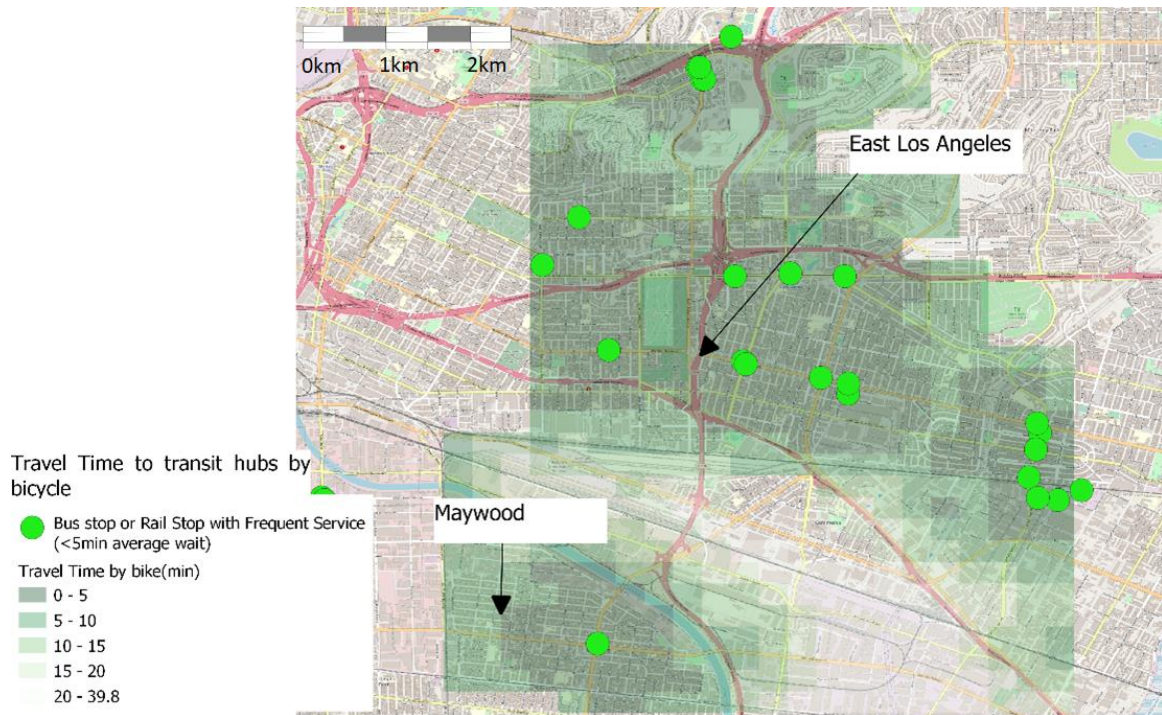 0km 1km 2km
East Los Angeles
Travel Time to transit hubs by
bicycle
Bus stop or Rail Stop with Frequent Service
(<5min average wait)
Travel Time by bike(min)
0 - 5
5 - 10
10 - 15
15 - 20
20 - 39.8
Maywood